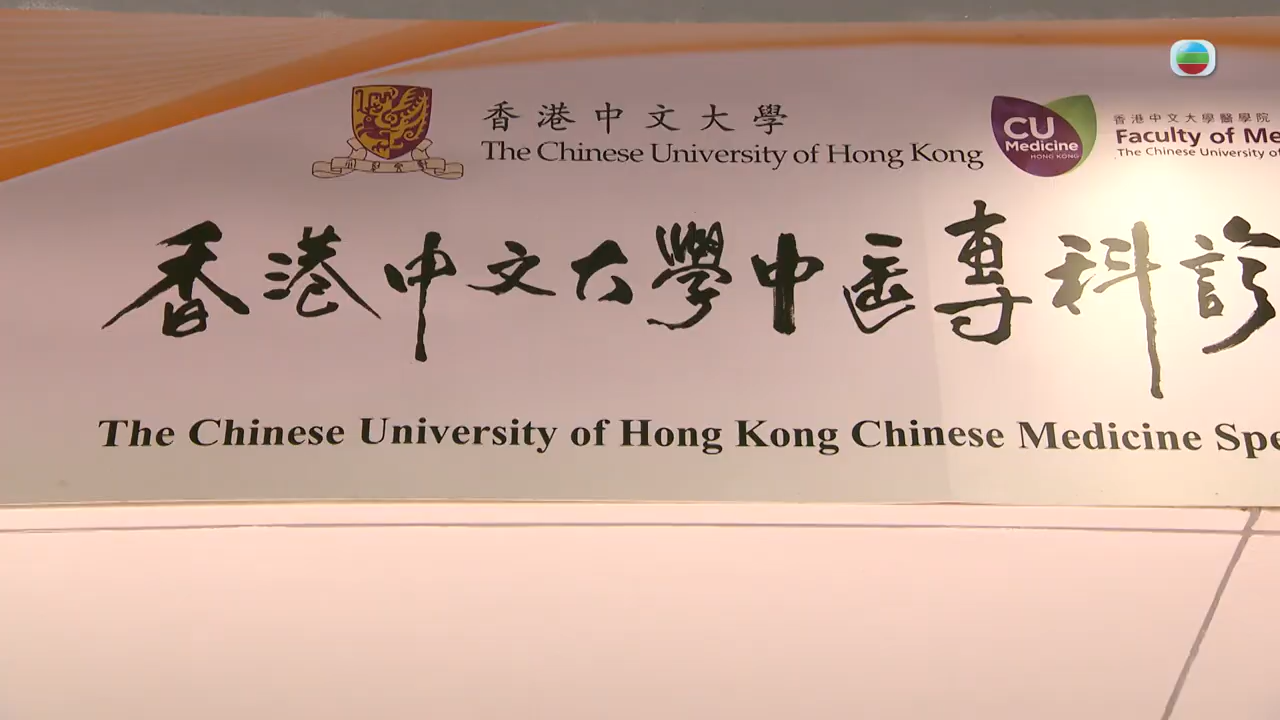 香港中文大學
The Chinese University of Hong Kong
CU
Medicine
HONG KONG
香港中文大學醫學院
Faculty of Me
The Chinese University of
香港中文大學中醫專科診
The Chinese University of Hong Kong Chinese Medicine Spe